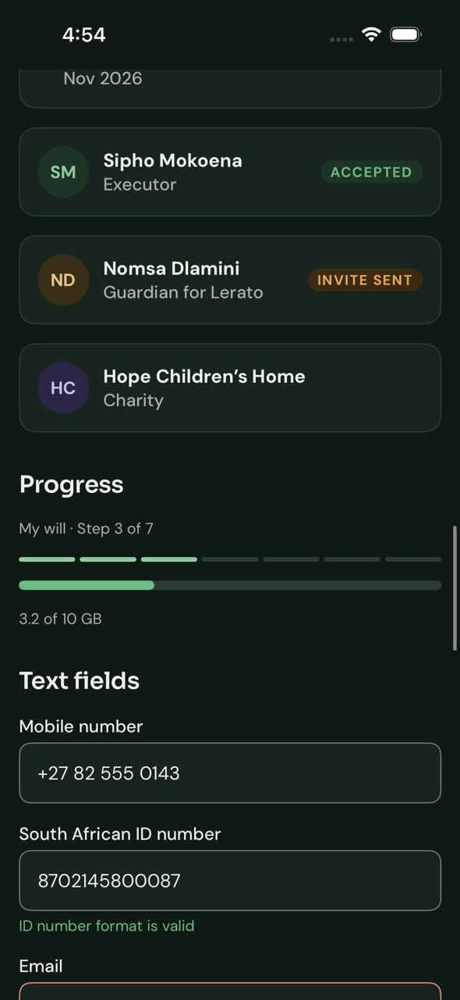 4:54
Nov 2026
SM
Sipho Mokoena
Executor
ACCEPTED
ND
Nomsa Dlamini
Guardian for Lerato
INVITE SENT
HC
Hope Children’s Home
Charity
Progress
My will · Step 3 of 7
3.2 of 10 GB
Text fields
Mobile number
+27 82 555 0143
South African ID number
8702145800087
ID number format is valid
Email